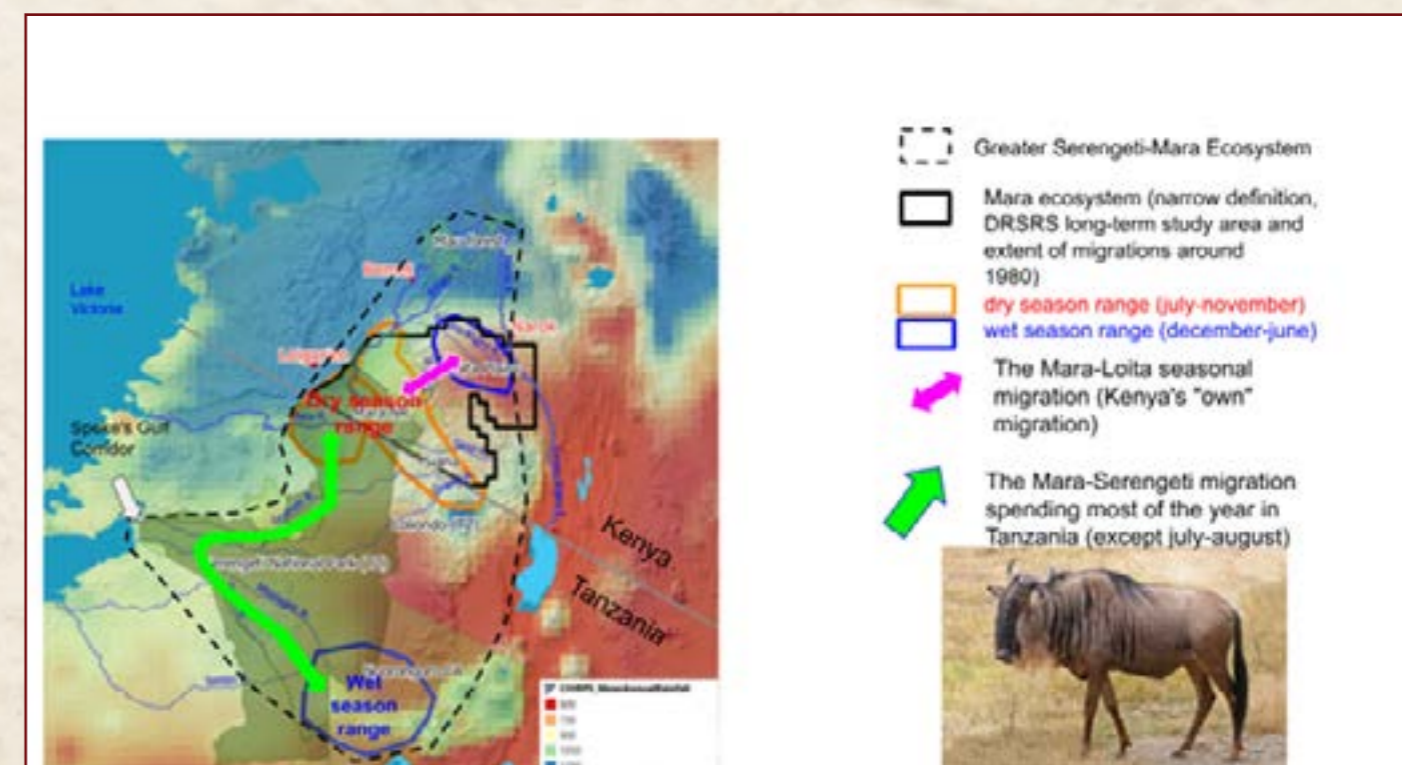 Lake
Victoria
Speke's Gulf
Corridor
Narok
Dry season
range
Kenya
Tanzania
Wet
season
range
Greater Serengeti-Mara Ecosystem
Mara ecosystem (narrow definition,
DRSRS long-term study area and
extent of migrations around
1980)
dry season range (july-november)
wet season range (december-june)
The Mara-Loita seasonal
migration (Kenya's "own"
migration)
The Mara-Serengeti migration
spending most of the year in
Tanzania (except july-august)